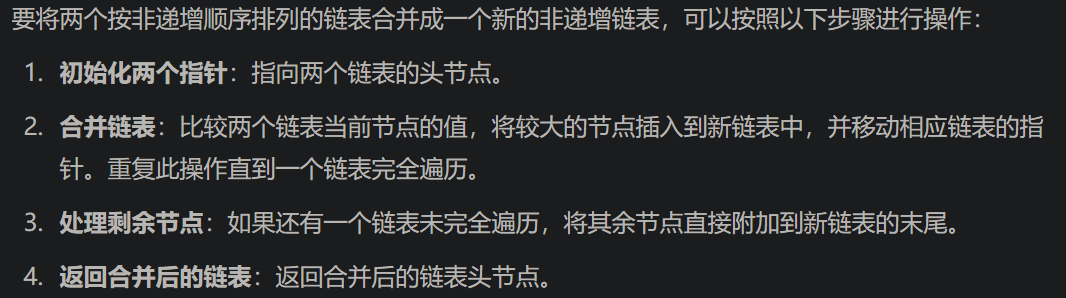 要将两个按非递增顺序排列的链表合并成一个新的非递增链表，可以按照以下步骤进行操作：
1. 初始化两个指针：指向两个链表的头节点。
2. 合并链表：比较两个链表当前节点的值，将较大的节点插入到新链表中，并移动相应链表的指
针。重复此操作直到一个链表完全遍历。
3. 处理剩余节点：如果还有一个链表未完全遍历，将其余节点直接附加到新链表的末尾。
4. 返回合并后的链表：返回合并后的链表头节点。